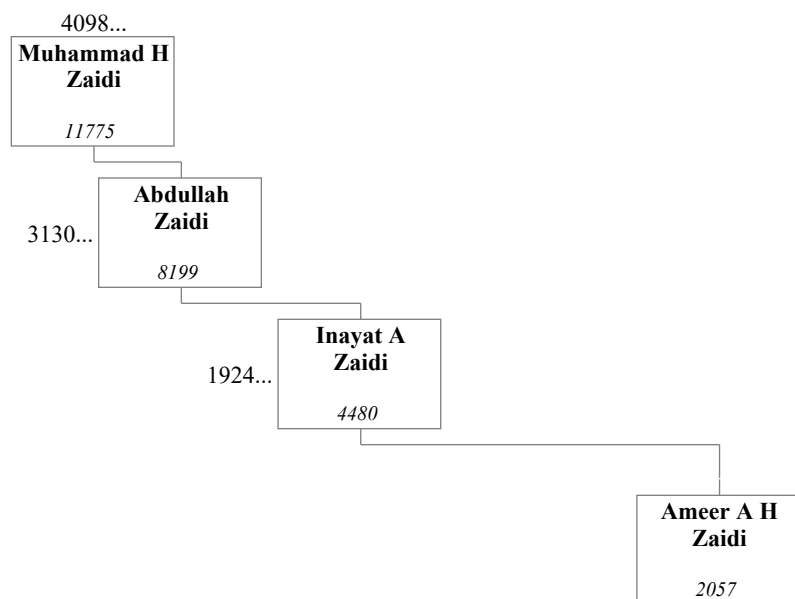 4098...
Muhammad H
Zaidi
11775
Abdullah
Zaidi
3130...
8199
Inayat A
Zaidi
1924...
4480
Ameer A H
Zaidi
2057